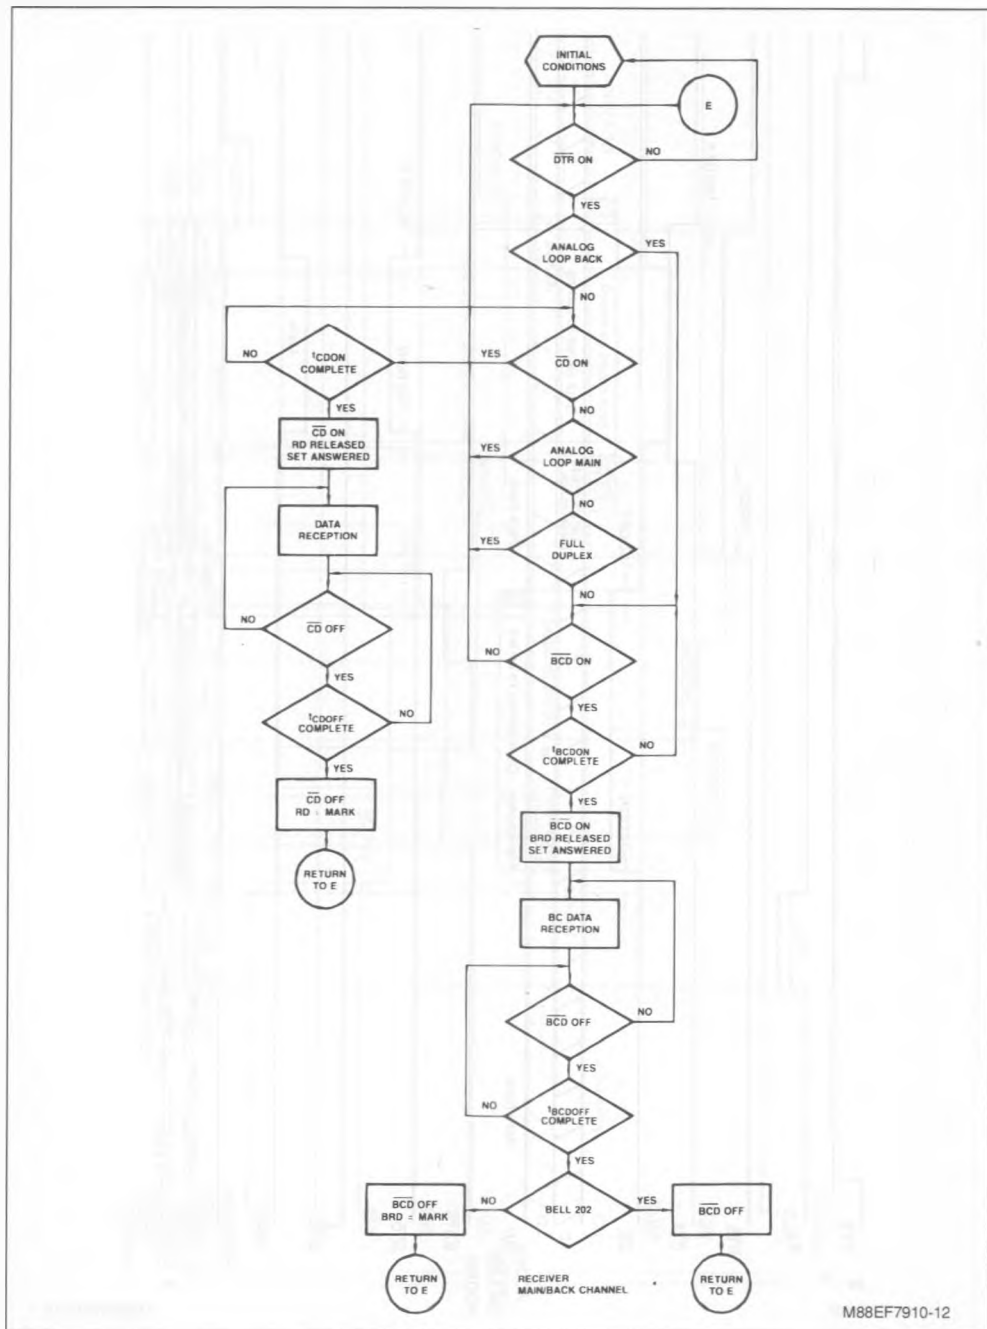 INITIAL
CONDITIONS
E
DTR ON
NO
YES
ANALOG
LOOP BACK
YES
NO
CD ON
YES
NO
tCDON
COMPLETE
NO
YES
CD ON
RD RELEASED
SET ANSWERED
DATA
RECEPTION
CD OFF
NO
YES
tCDOFF
COMPLETE
NO
YES
CD OFF
RD = MARK
RETURN
TO E
ANALOG
LOOP MAIN
YES
NO
FULL
DUPLEX
YES
NO
BCD ON
NO
YES
tBCDON
COMPLETE
NO
YES
BCD ON
BRD RELEASED
SET ANSWERED
BC DATA
RECEPTION
BCD OFF
NO
YES
tBCDOFF
COMPLETE
NO
YES
BELL 202
NO
YES
BCD OFF
BRD = MARK
BCD OFF
RETURN
TO E
RETURN
TO E
RECEIVER
MAIN/BACK CHANNEL
M88EF7910-12